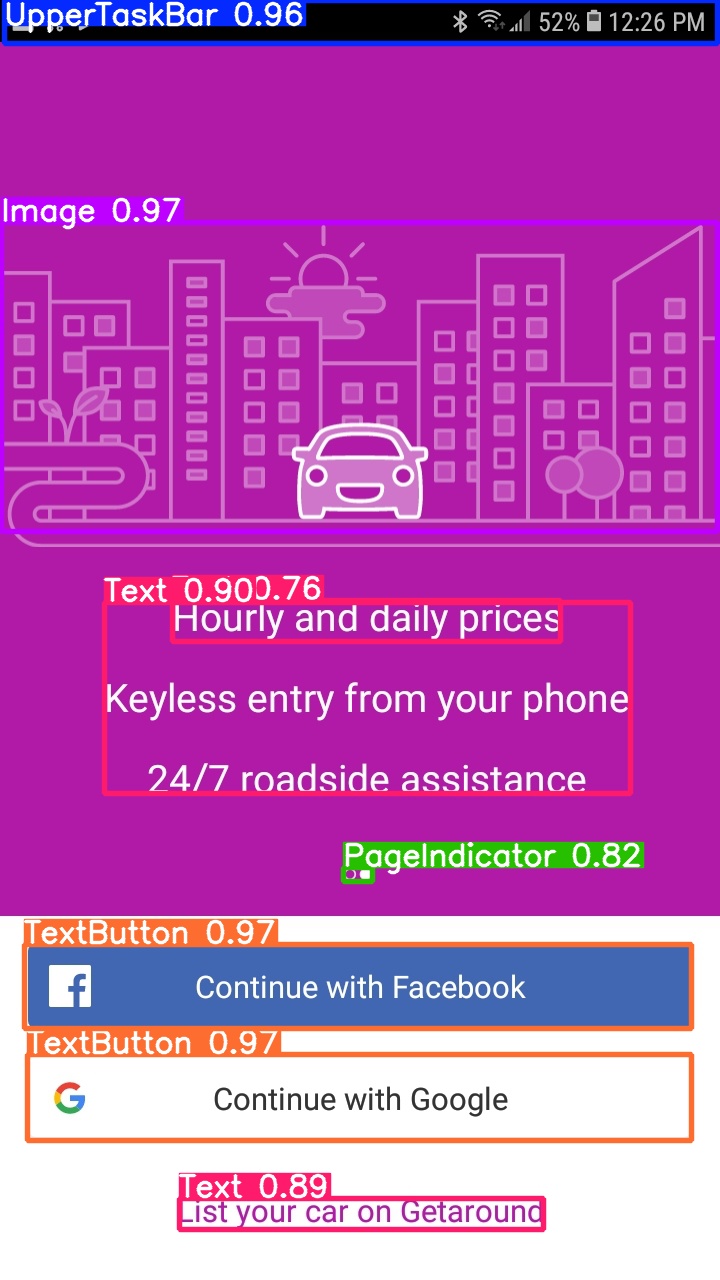 UpperTaskBar 0.96
52% 12:26 PM
Image 0.97
Text 0.90 0.76
Hourly and daily prices
Keyless entry from your phone
24/7 roadside assistance
PageIndicator 0.82
TextButton 0.97
Continue with Facebook
TextButton 0.97
Continue with Google
Text 0.89
List your car on Getaround